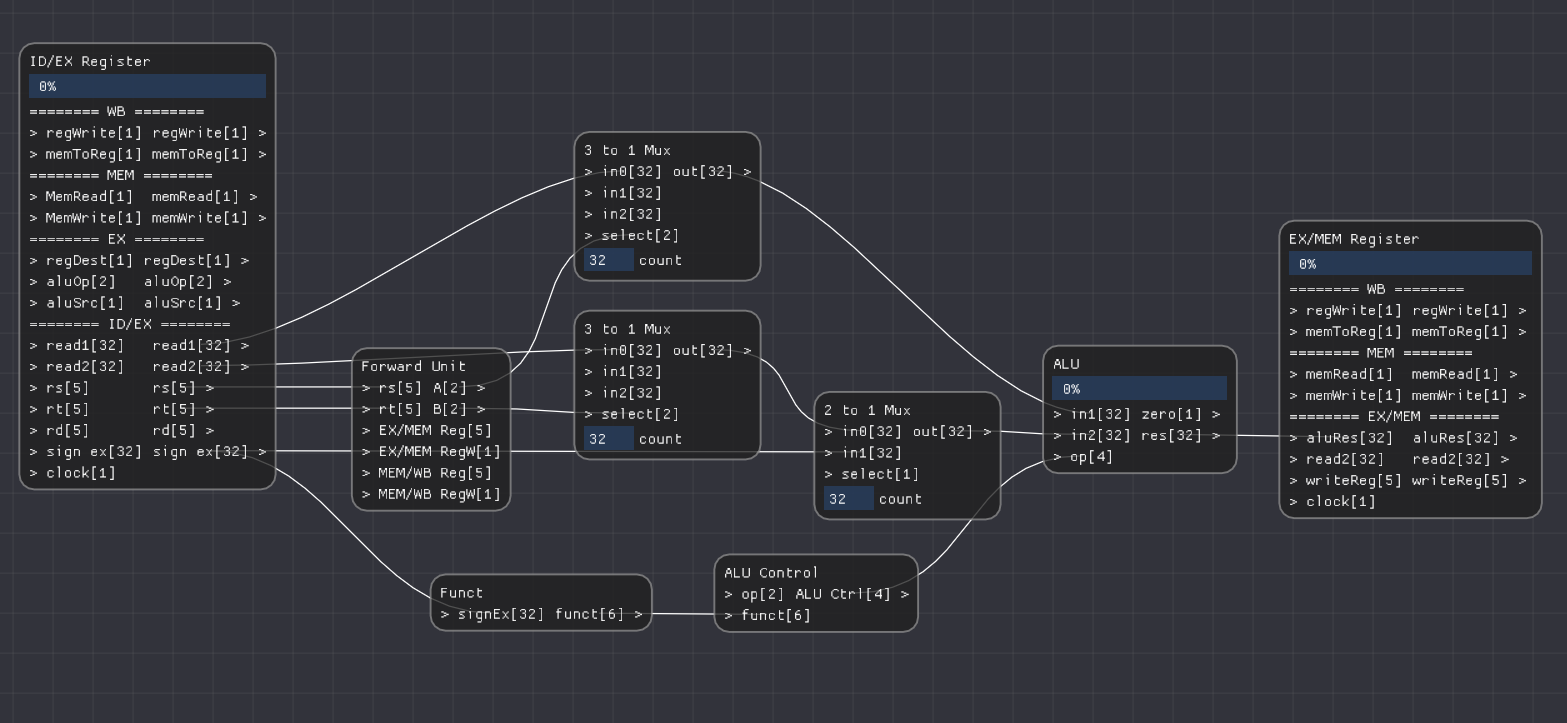 ID/EX Register
0%
======== WB ========
> regWrite[1] regWrite[1] >
> memToReg[1] memToReg[1] >
======== MEM ========
> MemRead[1] memRead[1] >
> MemWrite[1] memWrite[1] >
======== EX ========
> regDest[1] regDest[1] >
> aluOp[2] aluOp[2] >
> aluSrc[1] aluSrc[1] >
======== ID/EX ========
> read1[32] read1[32] >
> read2[32] read2[32] >
> rs[5] rs[5] >
> rt[5] rt[5] >
> rd[5] rd[5] >
> sign ex[32] sign ex[32] >
> clock[1]
Forward Unit
> rs[5] A[2] >
> rt[5] B[2] >
> EX/MEM Reg[5]
> EX/MEM RegW[1]
> MEM/WB Reg[5]
> MEM/WB RegW[1]
3 to 1 Mux
> in0[32] out[32] >
> in1[32]
> in2[32]
> select[2]
32 count
3 to 1 Mux
> in0[32] out[32] >
> in1[32]
> in2[32]
> select[2]
32 count
Funct
> signEx[32] funct[6] >
ALU Control
> op[2] ALU Ctrl[4] >
> funct[6]
2 to 1 Mux
> in0[32] out[32] >
> in1[32]
> select[1]
32 count
ALU
0%
> in1[32] zero[1] >
> in2[32] res[32] >
> op[4]
EX/MEM Register
0%
======== WB ========
> regWrite[1] regWrite[1] >
> memToReg[1] memToReg[1] >
======== MEM ========
> memRead[1] memRead[1] >
> memWrite[1] memWrite[1] >
======== EX/MEM ========
> aluRes[32] aluRes[32] >
> read2[32] read2[32] >
> writeReg[5] writeReg[5] >
> clock[1]